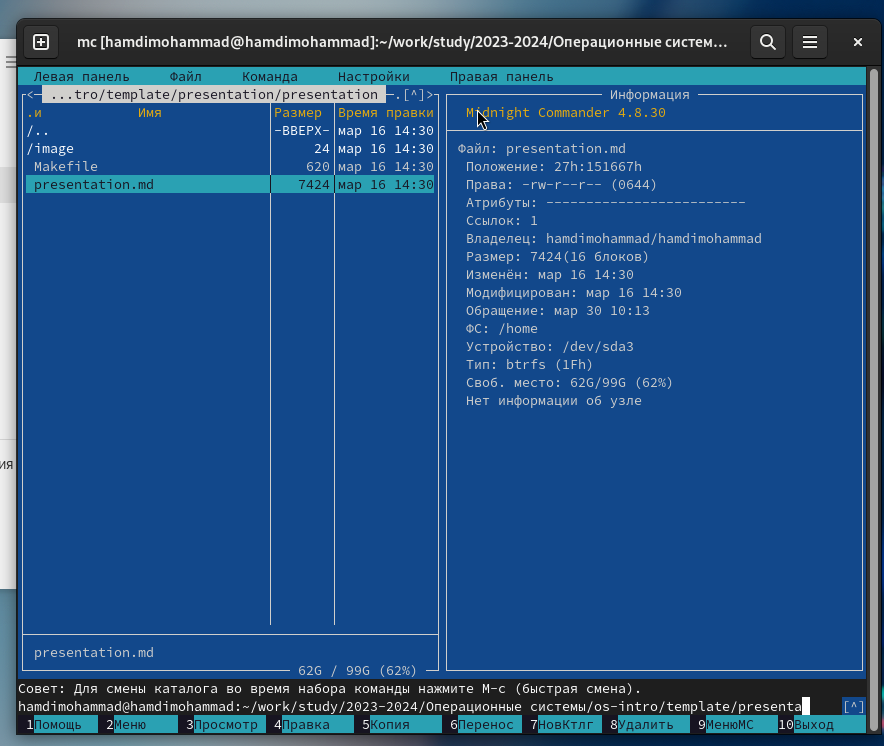 mc [hamdimohammad@hamdimohammad]:~/work/study/2023-2024/Операционные систем…
Левая панель Файл Команда Настройки Правая панель
<─ ...tro/template/presentation/presentation ─.[^]>
.и Имя Размер Время правки
/.. -ВВЕРХ- мар 16 14:30
/image 24 мар 16 14:30
Makefile 620 мар 16 14:30
presentation.md 7424 мар 16 14:30
presentation.md
62G / 99G (62%)
Информация
Midnight Commander 4.8.30
Файл: presentation.md
Положение: 27h:151667h
Права: -rw-r--r-- (0644)
Атрибуты: -------------------------
Ссылок: 1
Владелец: hamdimohammad/hamdimohammad
Размер: 7424(16 блоков)
Изменён: мар 16 14:30
Модифицирован: мар 16 14:30
Обращение: мар 30 10:13
ФС: /home
Устройство: /dev/sda3
Тип: btrfs (1Fh)
Своб. место: 62G/99G (62%)
Нет информации об узле
Совет: Для смены каталога во время набора команды нажмите M-c (быстрая смена).
hamdimohammad@hamdimohammad:~/work/study/2023-2024/Операционные системы/os-intro/template/presenta [^]
1Помощь 2Меню 3Просмотр 4Правка 5Копия 6Перенос 7НовКтлг 8Удалить 9МенюMC 10Выход
ия